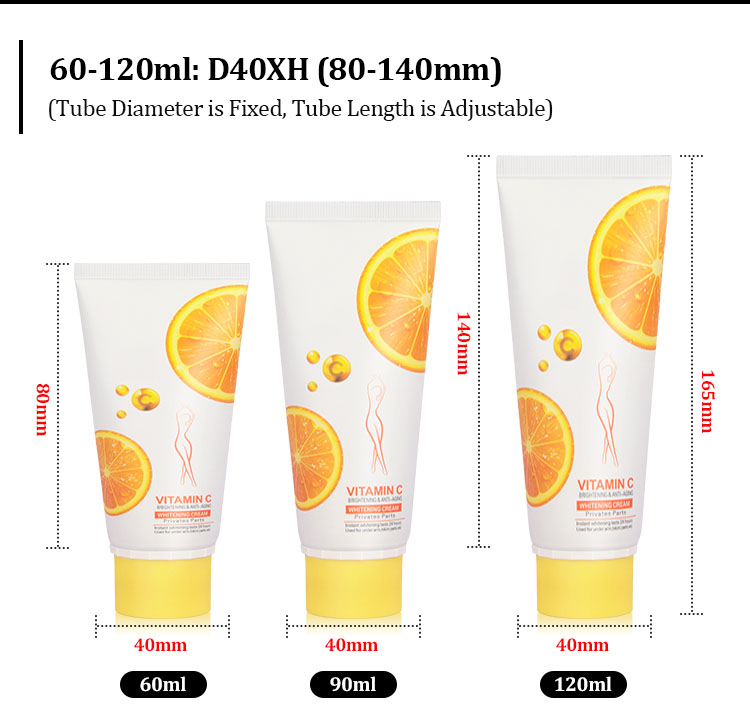 60-120ml: D40XH (80-140mm)
(Tube Diameter is Fixed, Tube Length is Adjustable)
80mm
140mm
165mm
C
VITAMIN C
BRIGHTENING & ANTI-AGING
WHITENING CREAM
Privates Parts
C
VITAMIN C
BRIGHTENING & ANTI-AGING
WHITENING CREAM
Privates Parts
C
VITAMIN C
BRIGHTENING & ANTI-AGING
WHITENING CREAM
Privates Parts
40mm
40mm
40mm
60ml
90ml
120ml